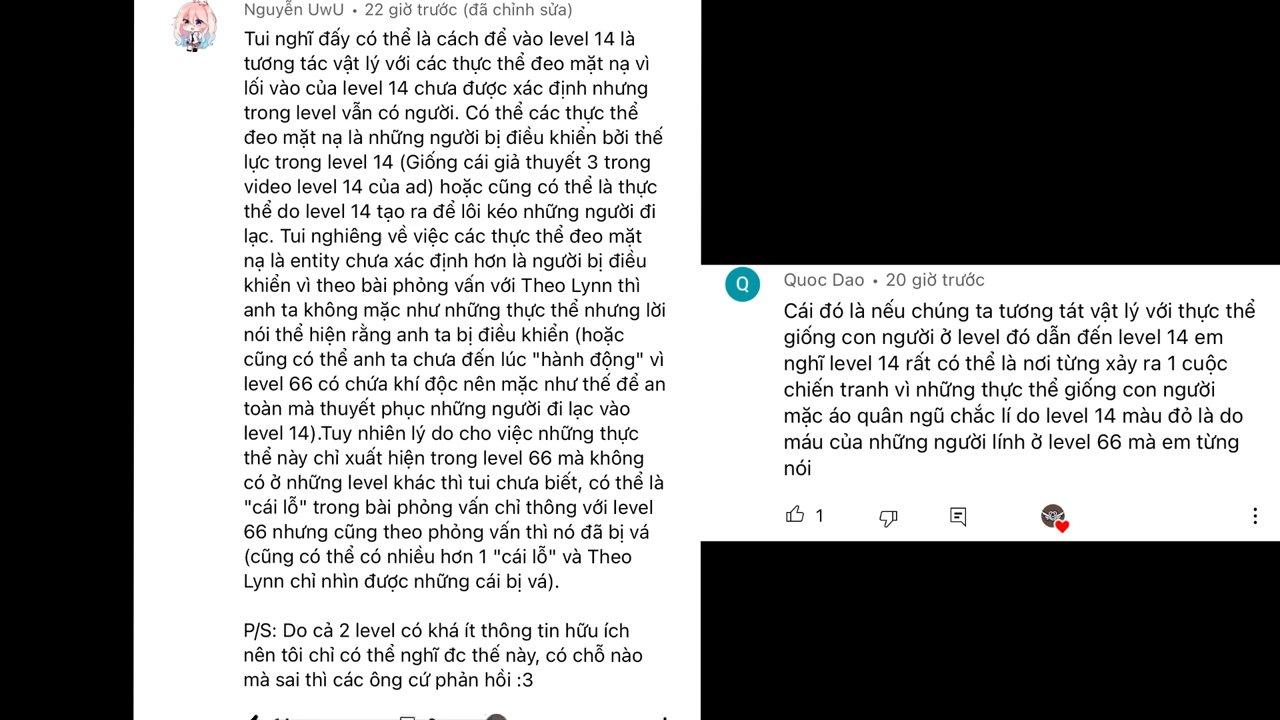 Nguyễn UwU • 22 giờ trước (đã chỉnh sửa)
Tui nghĩ đấy có thể là cách để vào level 14 là
tương tác vật lý với các thực thể đeo mặt nạ vì
lối vào của level 14 chưa được xác định nhưng
trong level vẫn có người. Có thể các thực thể
đeo mặt nạ là những người bị điều khiển bởi thế
lực trong level 14 (Giống cái giả thuyết 3 trong
video level 14 của ad) hoặc cũng có thể là thực
thể do level 14 tạo ra để lôi kéo những người đi
lạc. Tui nghiêng về việc các thực thể đeo mặt
nạ là entity chưa xác định hơn là người bị điều
khiển vì theo bài phỏng vấn với Theo Lynn thì
anh ta không mặc như những thực thể nhưng lời
nói thể hiện rằng anh ta bị điều khiển (hoặc
cũng có thể anh ta chưa đến lúc "hành động" vì
level 66 có chứa khí độc nên mặc như thế để an
toàn mà thuyết phục những người đi lạc vào
level 14).Tuy nhiên lý do cho việc những thực
thể này chỉ xuất hiện trong level 66 mà không
có ở những level khác thì tui chưa biết, có thể là
"cái lỗ" trong bài phỏng vấn chỉ thông với level
66 nhưng cũng theo phỏng vấn thì nó đã bị vá
(cũng có thể có nhiều hơn 1 "cái lỗ" và Theo
Lynn chỉ nhìn được những cái bị vá).
P/S: Do cả 2 level có khá ít thông tin hữu ích
nên tôi chỉ có thể nghĩ đc thế này, có chỗ nào
mà sai thì các ông cứ phản hồi :3
Q
Quoc Dao • 20 giờ trước
Cái đó là nếu chúng ta tương tát vật lý với thực thể
giống con người ở level đó dẫn đến level 14 em
nghĩ level 14 rất có thể là nơi từng xảy ra 1 cuộc
chiến tranh vì những thực thể giống con người
mặc áo quân ngũ chắc lí do level 14 màu đỏ là do
máu của những người lính ở level 66 mà em từng
nói
1